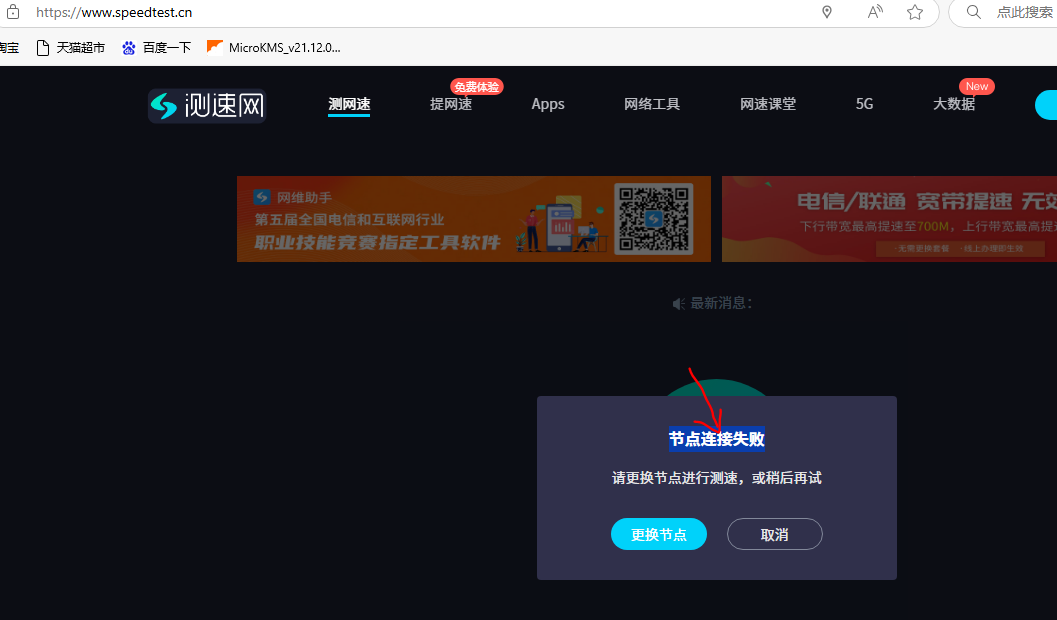 https://www.speedtest.cn
点此搜索
淘宝
天猫超市
百度一下
MicroKMS_v21.12.0...
测速网
测网速
提网速
免费体验
Apps
网络工具
网速课堂
5G
大数据
New
网维助手
第五届全国电信和互联网行业
职业技能竞赛指定工具软件
电信/联通 宽带提速 无效
下行带宽最高提速至700M，上行带宽最高提速
·无需更换套餐 ·线上办理即生效
最新消息：
节点连接失败
请更换节点进行测速，或稍后再试
更换节点
取消